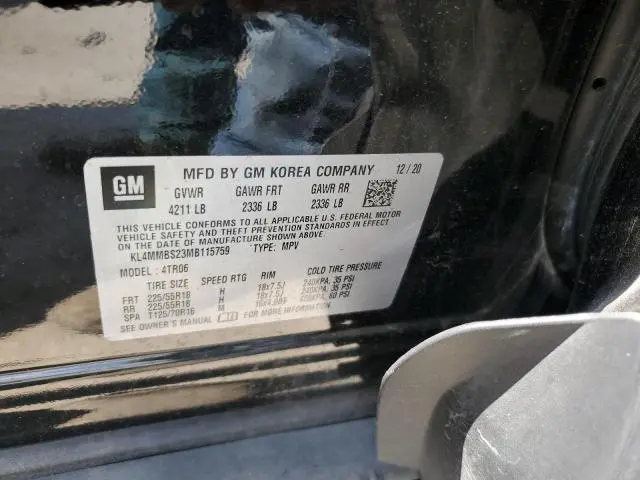 GM
MFD BY GM KOREA COMPANY 12/20
GVWR GAWR FRT GAWR RR
4211 LB 2336 LB 2336 LB
THIS VEHICLE CONFORMS TO ALL APPLICABLE U.S. FEDERAL MOTOR
VEHICLE SAFETY AND THEFT PREVENTION STANDARDS IN EFFECT
ON THE DATE OF MANUFACTURE SHOWN ABOVE.
KL4MMBS23MB115759 TYPE: MPV
MODEL: 4TR06
TIRE SIZE SPEED RTG RIM COLD TIRE PRESSURE
FRT 225/55R18 H 18x7.5J 240KPA, 35 PSI
RR 225/55R18 H 18x7.5J 240KPA, 35 PSI
SPA T125/70R16 420KPA, 60 PSI
SEE OWNER'S MANUAL FOR MORE INFORMATION